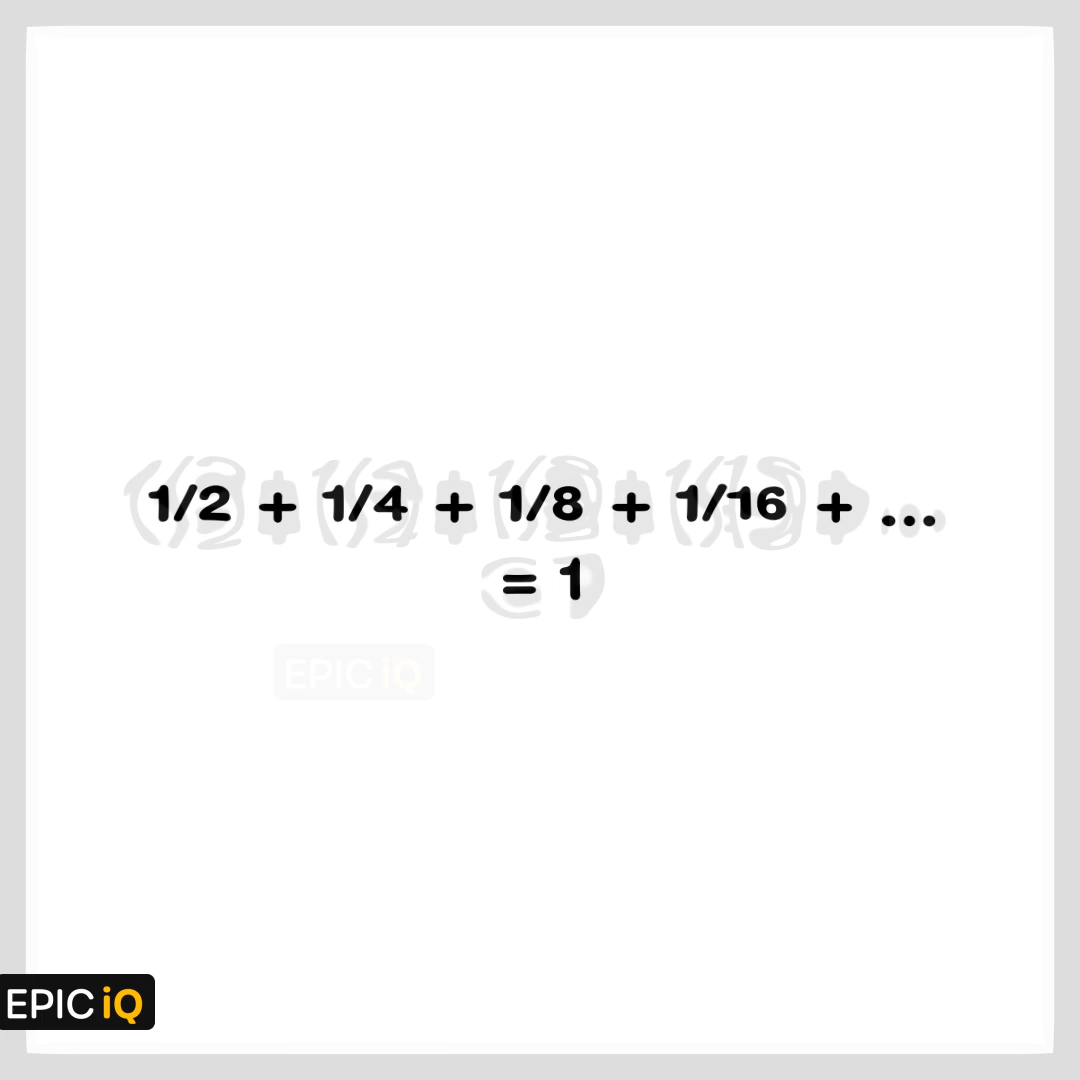 1/2 + 1/4 + 1/8 + 1/16 + ...
= 1
EPIC iQ
EPIC iQ